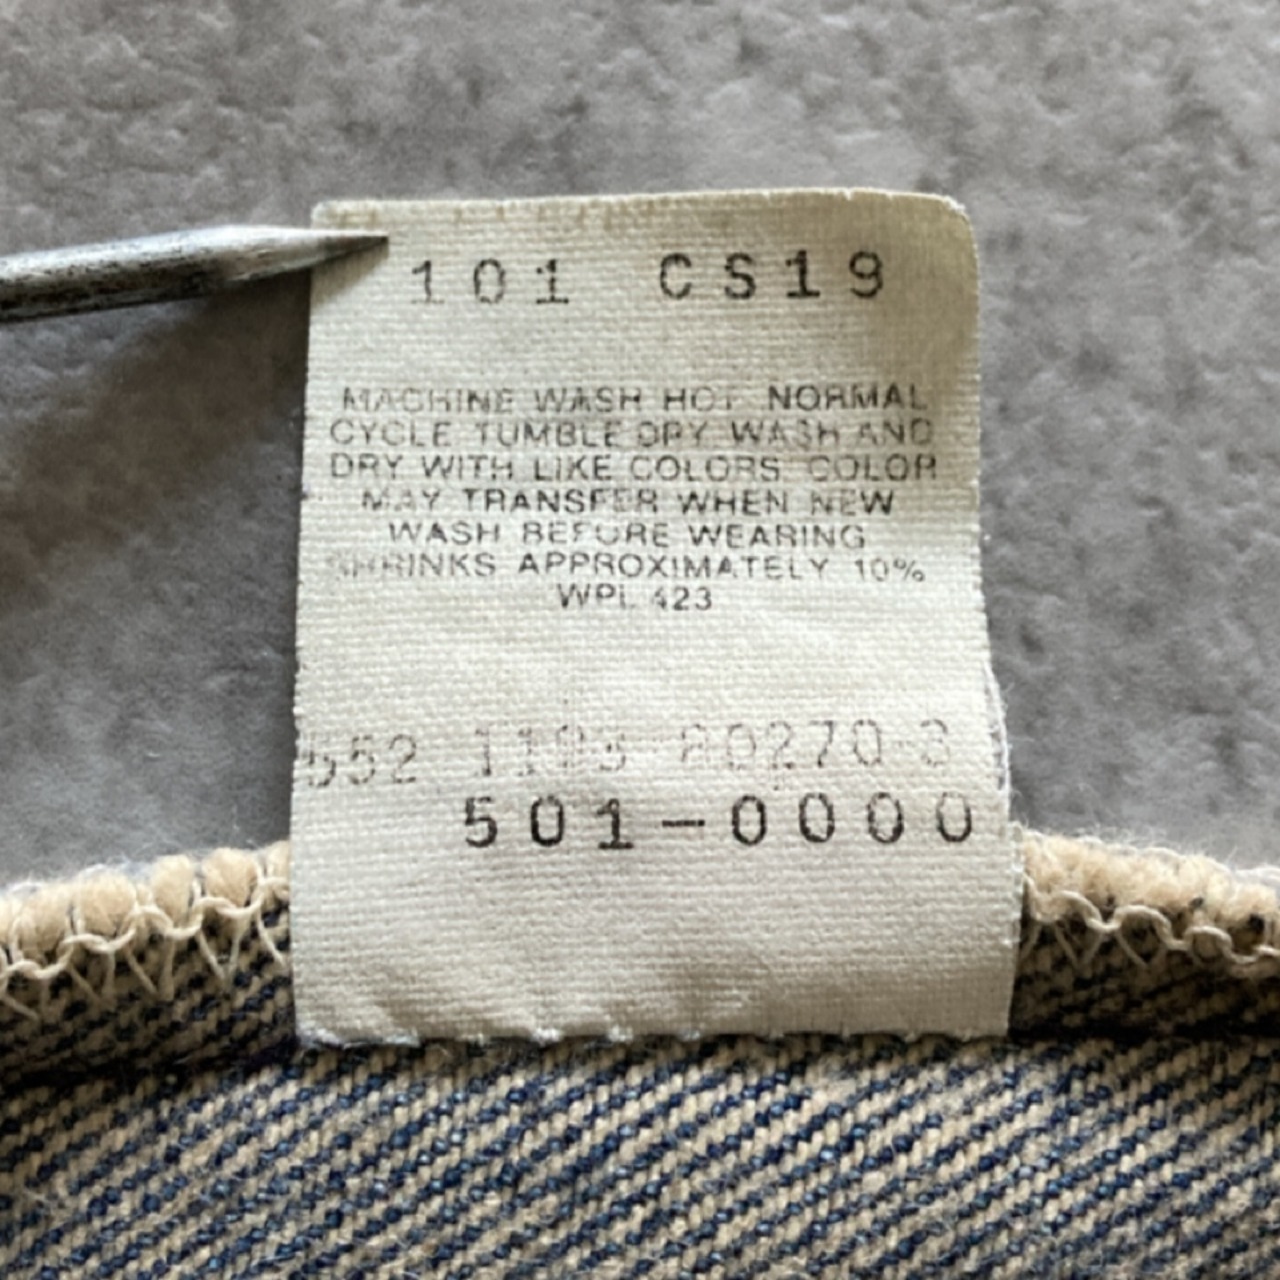 101 CS19
MACHINE WASH HOT NORMAL
CYCLE TUMBLE DRY WASH AND
DRY WITH LIKE COLORS COLOR
MAY TRANSFER WHEN NEW
WASH BEFORE WEARING
SHRINKS APPROXIMATELY 10%
WPL 423
552
501-0000